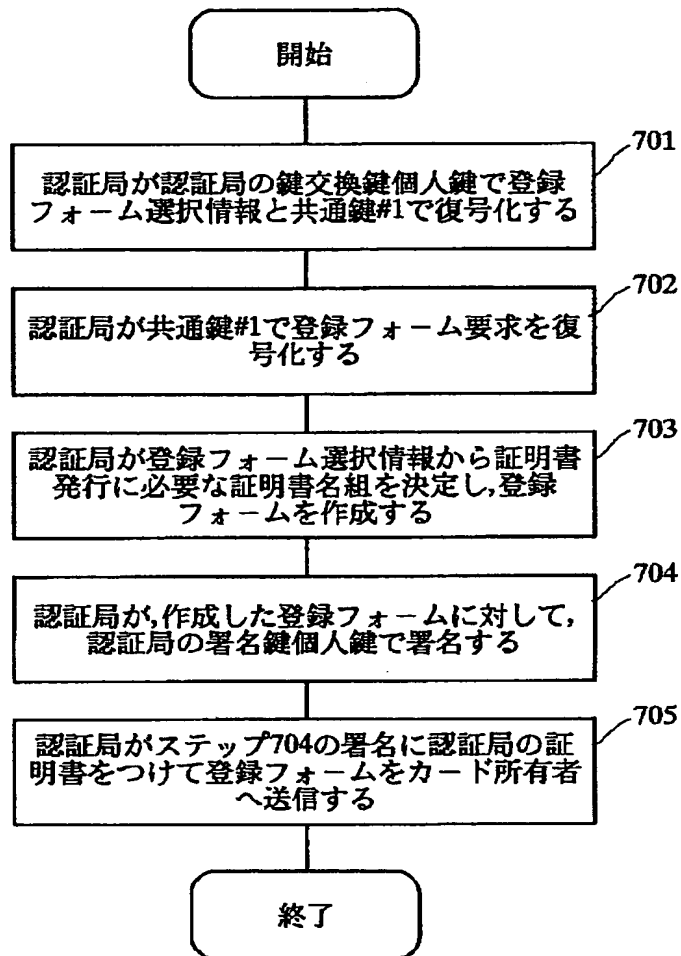 開始
701
認証局が認証局の鍵交換鍵個人鍵で登録
フォーム選択情報と共通鍵#1で復号化する
702
認証局が共通鍵#1で登録フォーム要求を復
号化する
703
認証局が登録フォーム選択情報から証明書
発行に必要な証明書名組を決定し,登録
フォームを作成する
704
認証局が,作成した登録フォームに対して,
認証局の署名鍵個人鍵で署名する
705
認証局がステップ704の署名に認証局の証
明書をつけて登録フォームをカード所有者
へ送信する
終了